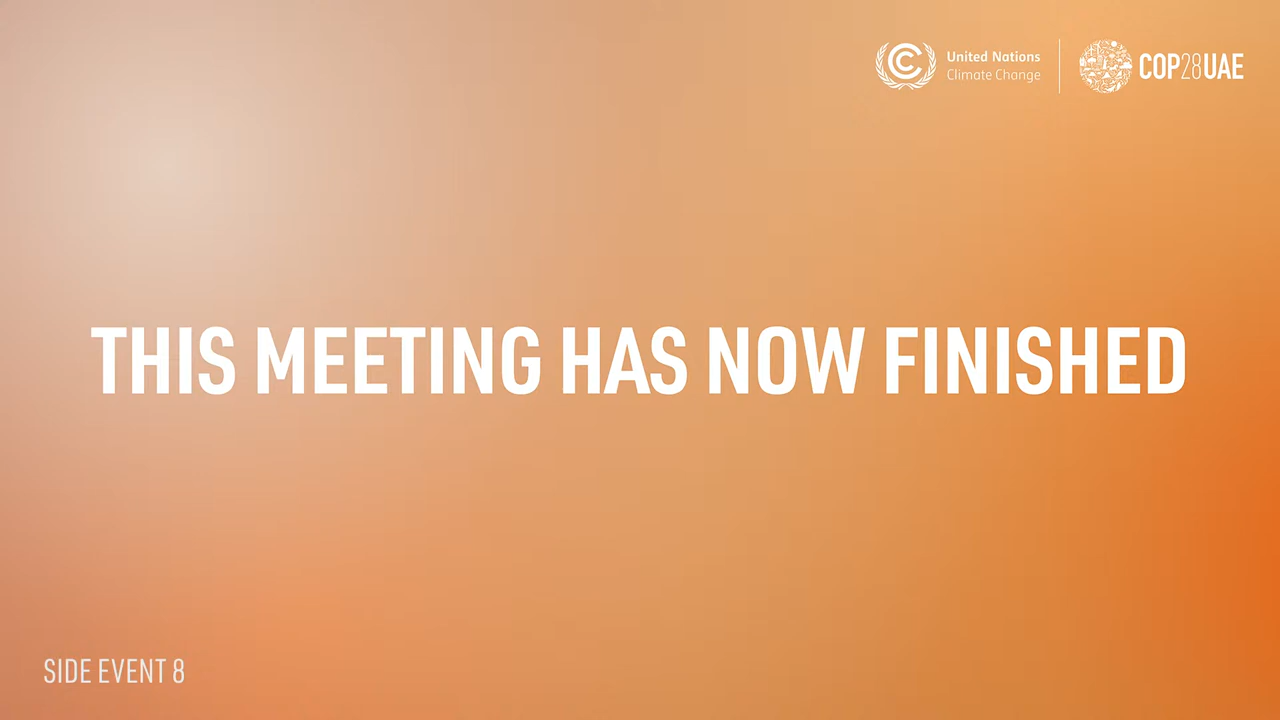 United Nations
Climate Change
COP28UAE
THIS MEETING HAS NOW FINISHED
SIDE EVENT 8